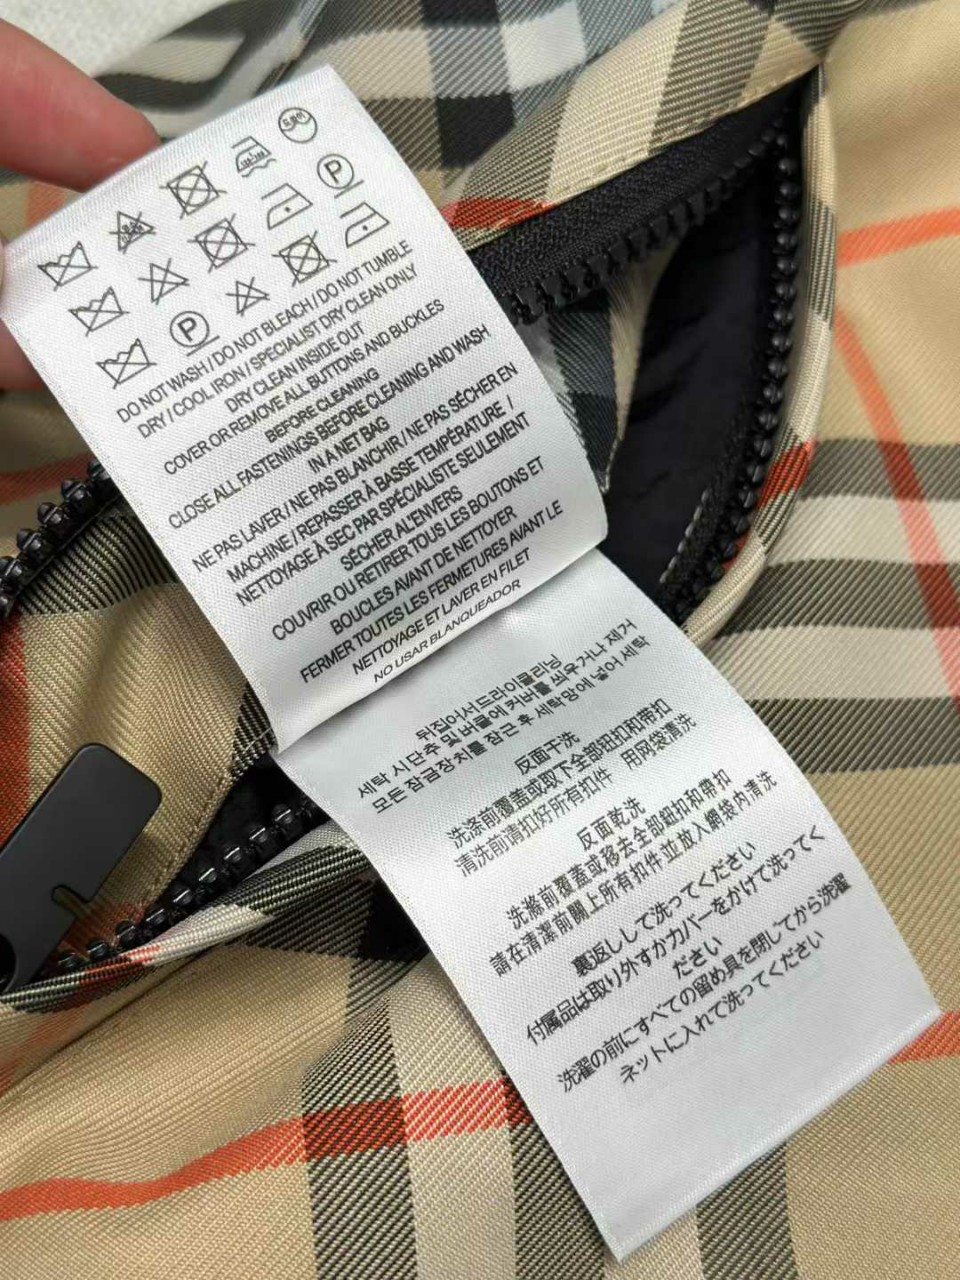 DO NOT WASH / DO NOT BLEACH / DO NOT TUMBLE
DRY / COOL IRON / SPECIALIST DRY CLEAN ONLY
DRY CLEAN INSIDE OUT
COVER OR REMOVE ALL BUTTONS AND BUCKLES
BEFORE CLEANING
CLOSE ALL FASTENINGS BEFORE CLEANING AND WASH
IN A NET BAG
NE PAS LAVER / NE PAS BLANCHIR / NE PAS SÉCHER EN
MACHINE / REPASSER À BASSE TEMPÉRATURE /
NETTOYAGE À SEC PAR SPÉCIALISTE SEULEMENT
SÉCHER AL'ENVERS
COUVRIR OU RETIRER TOUS LES BOUTONS ET
BOUCLES AVANT DE NETTOYER
FERMER TOUTES LES FERMETURES AVANT LE
NETTOYAGE ET LAVER EN FILET
NO USAR BLANQUEADOR
뒤집어서 드라이클리닝
세탁 시 단추 및 버클에 커버를 씌우거나 제거
모든 잠금장치를 잠근 후 세탁망에 넣어 세탁
反面干洗
洗涤前覆盖或取下全部钮扣和带扣
清洗前请扣好所有扣件 用网袋清洗
反面乾洗
洗滌前覆蓋或移去全部鈕扣和帶扣
請在清潔前關上所有扣件並放入網袋內清洗
裏返しして洗ってください
付属品は取り外すかカバーをかけて洗ってく
ださい
洗濯の前にすべての留め具を閉してから洗濯
ネットに入れて洗ってください